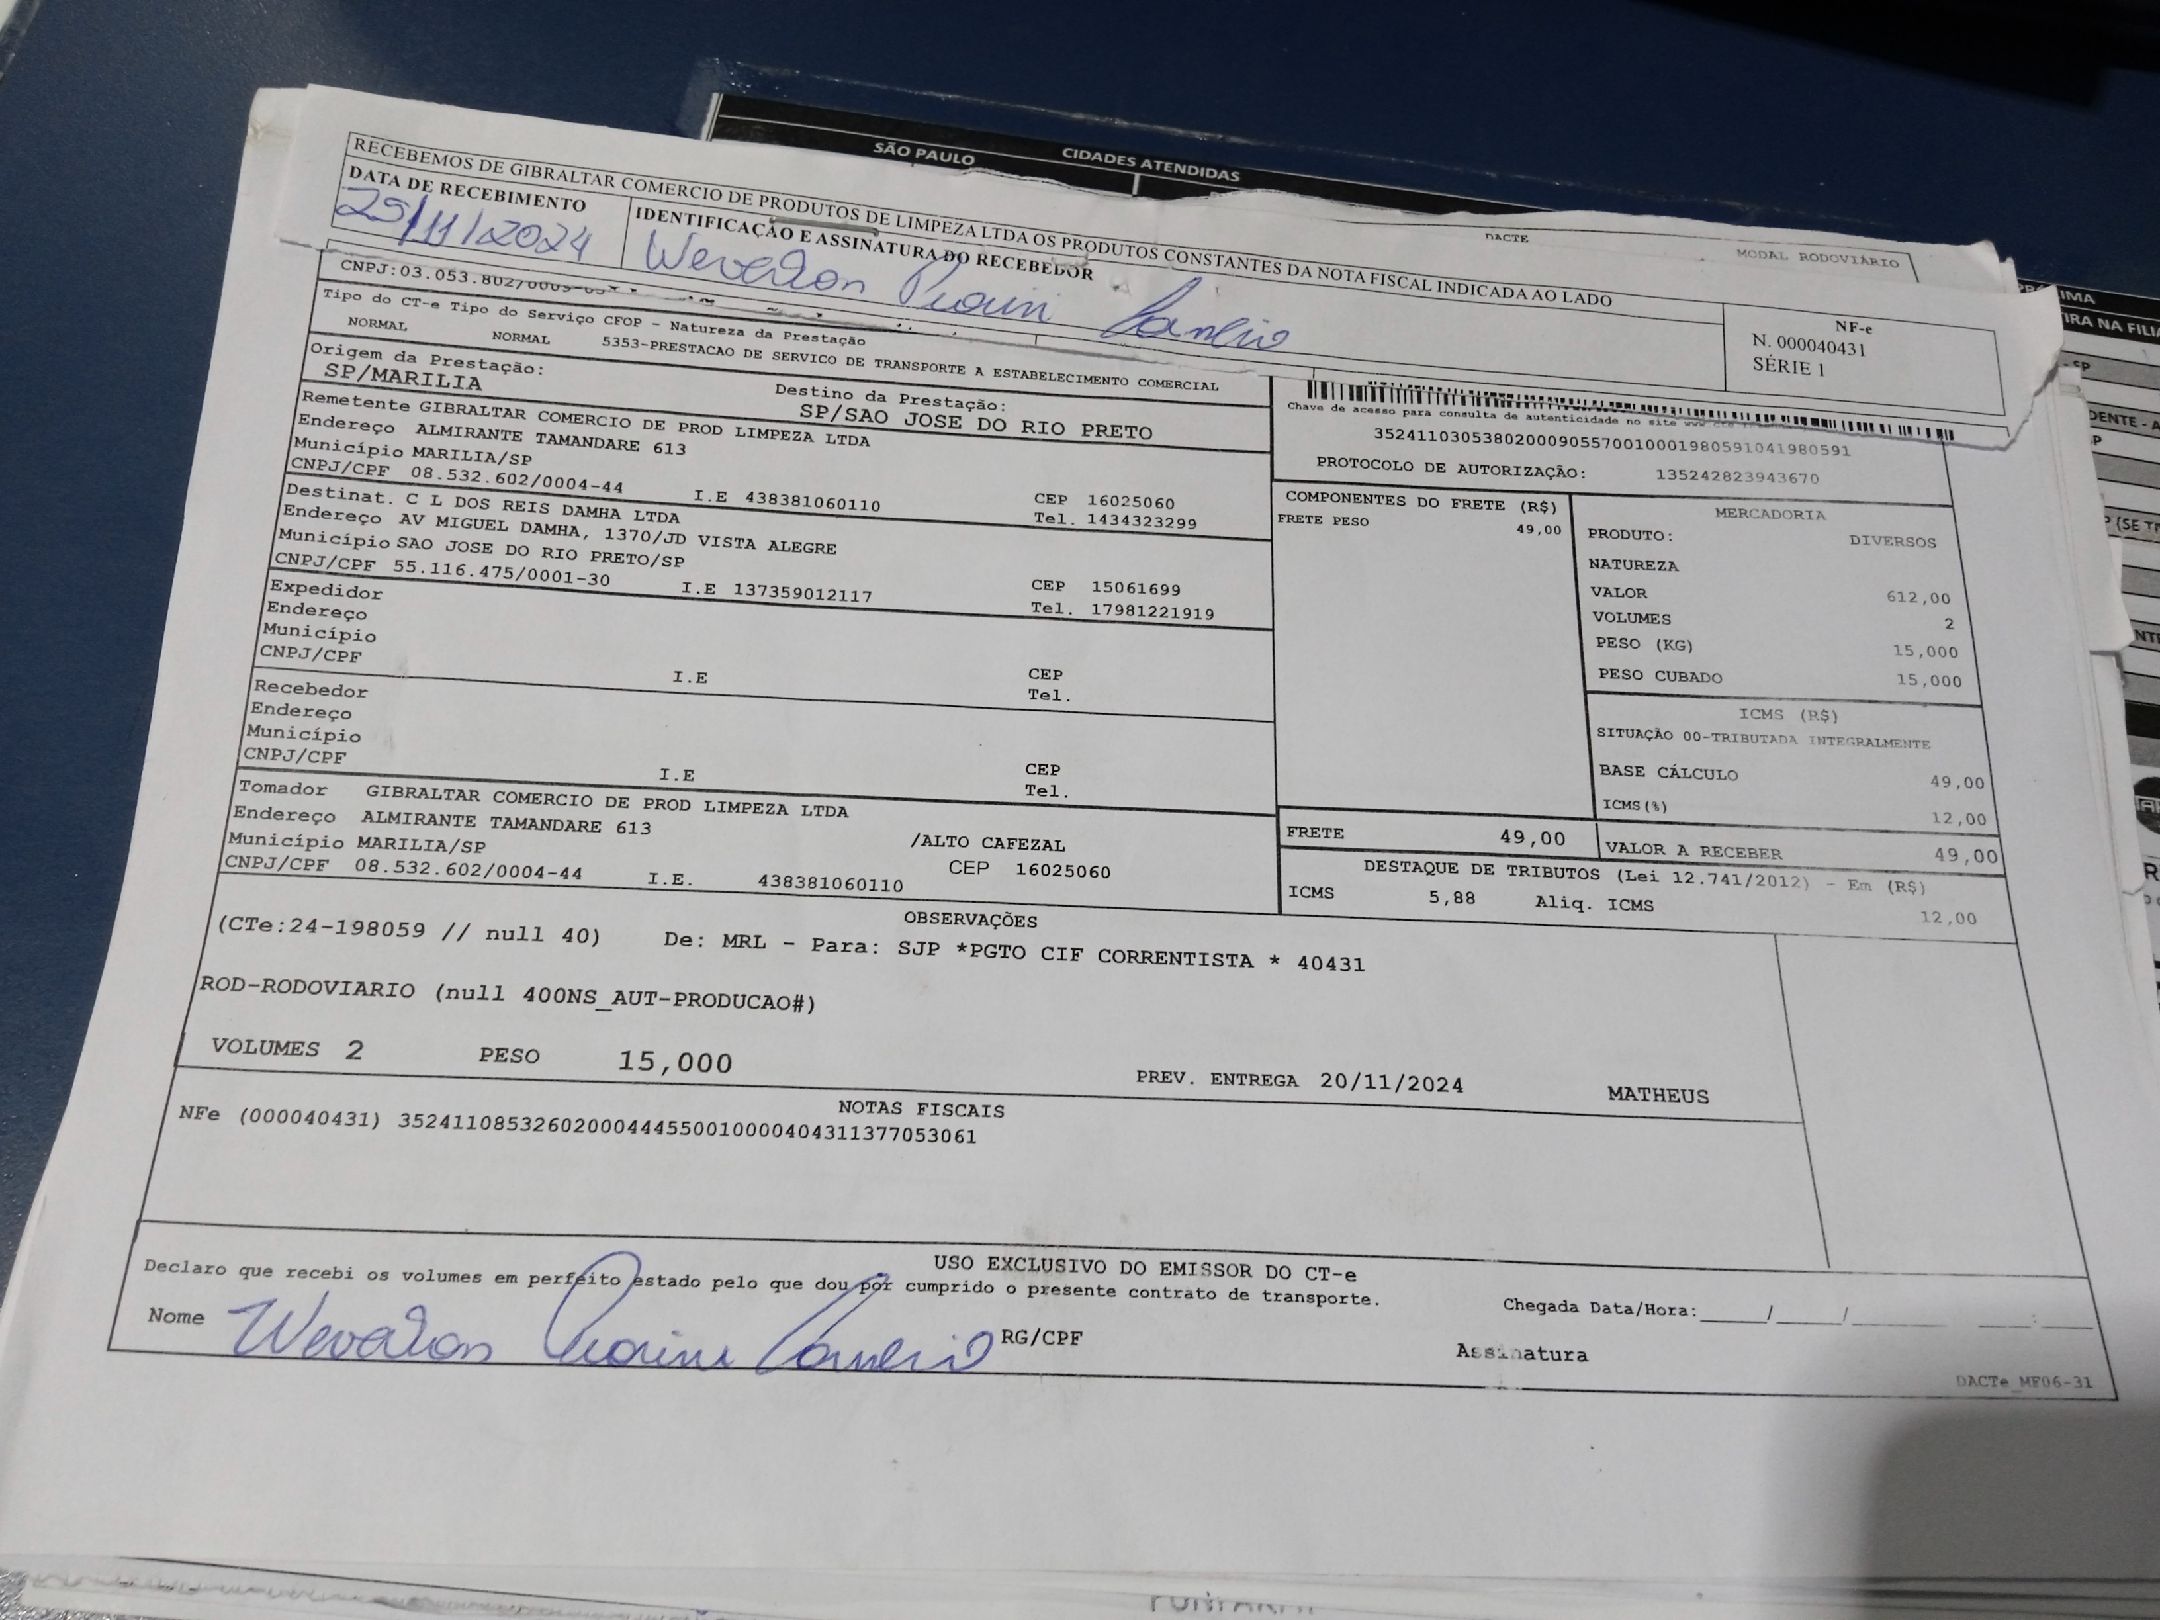 SÃO PAULO
CIDADES ATENDIDAS
RECEBEMOS DE GIBRALTAR COMERCIO DE PRODUTOS DE LIMPEZA LTDA OS PRODUTOS CONSTANTES DA NOTA FISCAL INDICADA AO LADO
DACTE
MODAL RODOVIÁRIO
DATA DE RECEBIMENTO
IDENTIFICAÇÃO E ASSINATURA DO RECEBEDOR
25/11/2024
NF-e
N. 000040431
SÉRIE 1
CNPJ:03.053.802/0009-05
Tipo do CT-e Tipo do Serviço CFOP - Natureza da Prestação
NORMAL NORMAL 5353-PRESTACAO DE SERVICO DE TRANSPORTE A ESTABELECIMENTO COMERCIAL
Origem da Prestação: Destino da Prestação:
SP/MARILIA SP/SAO JOSE DO RIO PRETO
Remetente GIBRALTAR COMERCIO DE PROD LIMPEZA LTDA
Endereço ALMIRANTE TAMANDARE 613
Município MARILIA/SP CEP 16025060
CNPJ/CPF 08.532.602/0004-44 I.E 438381060110 Tel. 1434323299
Destinat. C L DOS REIS DAMHA LTDA
Endereço AV MIGUEL DAMHA, 1370/JD VISTA ALEGRE
Município SAO JOSE DO RIO PRETO/SP CEP 15061699
CNPJ/CPF 55.116.475/0001-30 I.E 137359012117 Tel. 17981221919
Expedidor
Endereço
Município CEP
CNPJ/CPF I.E Tel.
Recebedor
Endereço
Município CEP
CNPJ/CPF I.E Tel.
Tomador GIBRALTAR COMERCIO DE PROD LIMPEZA LTDA
Endereço ALMIRANTE TAMANDARE 613 /ALTO CAFEZAL
Município MARILIA/SP CEP 16025060
CNPJ/CPF 08.532.602/0004-44 I.E. 438381060110
Chave de acesso para consulta de autenticidade no site
35241103053802000905570010001980591041980591
PROTOCOLO DE AUTORIZAÇÃO: 135242823943670
COMPONENTES DO FRETE (R$)
FRETE PESO 49,00
MERCADORIA
PRODUTO: DIVERSOS
NATUREZA
VALOR 612,00
VOLUMES 2
PESO (KG) 15,000
PESO CUBADO 15,000
ICMS (R$)
SITUAÇÃO 00-TRIBUTADA INTEGRALMENTE
BASE CÁLCULO 49,00
ICMS(%) 12,00
FRETE 49,00 VALOR A RECEBER 49,00
DESTAQUE DE TRIBUTOS (Lei 12.741/2012) - Em (R$)
ICMS 5,88 Aliq. ICMS 12,00
OBSERVAÇÕES
(CTe:24-198059 // null 40) De: MRL - Para: SJP *PGTO CIF CORRENTISTA * 40431
ROD-RODOVIARIO (null 400NS_AUT-PRODUCAO#)
VOLUMES 2 PESO 15,000 PREV. ENTREGA 20/11/2024 MATHEUS
NOTAS FISCAIS
NFe (000040431) 35241108532602000444550010000404311377053061
USO EXCLUSIVO DO EMISSOR DO CT-e
Declaro que recebi os volumes em perfeito estado pelo que dou por cumprido o presente contrato de transporte.
Chegada Data/Hora:
Nome RG/CPF Assinatura
DACTe_MF06-31